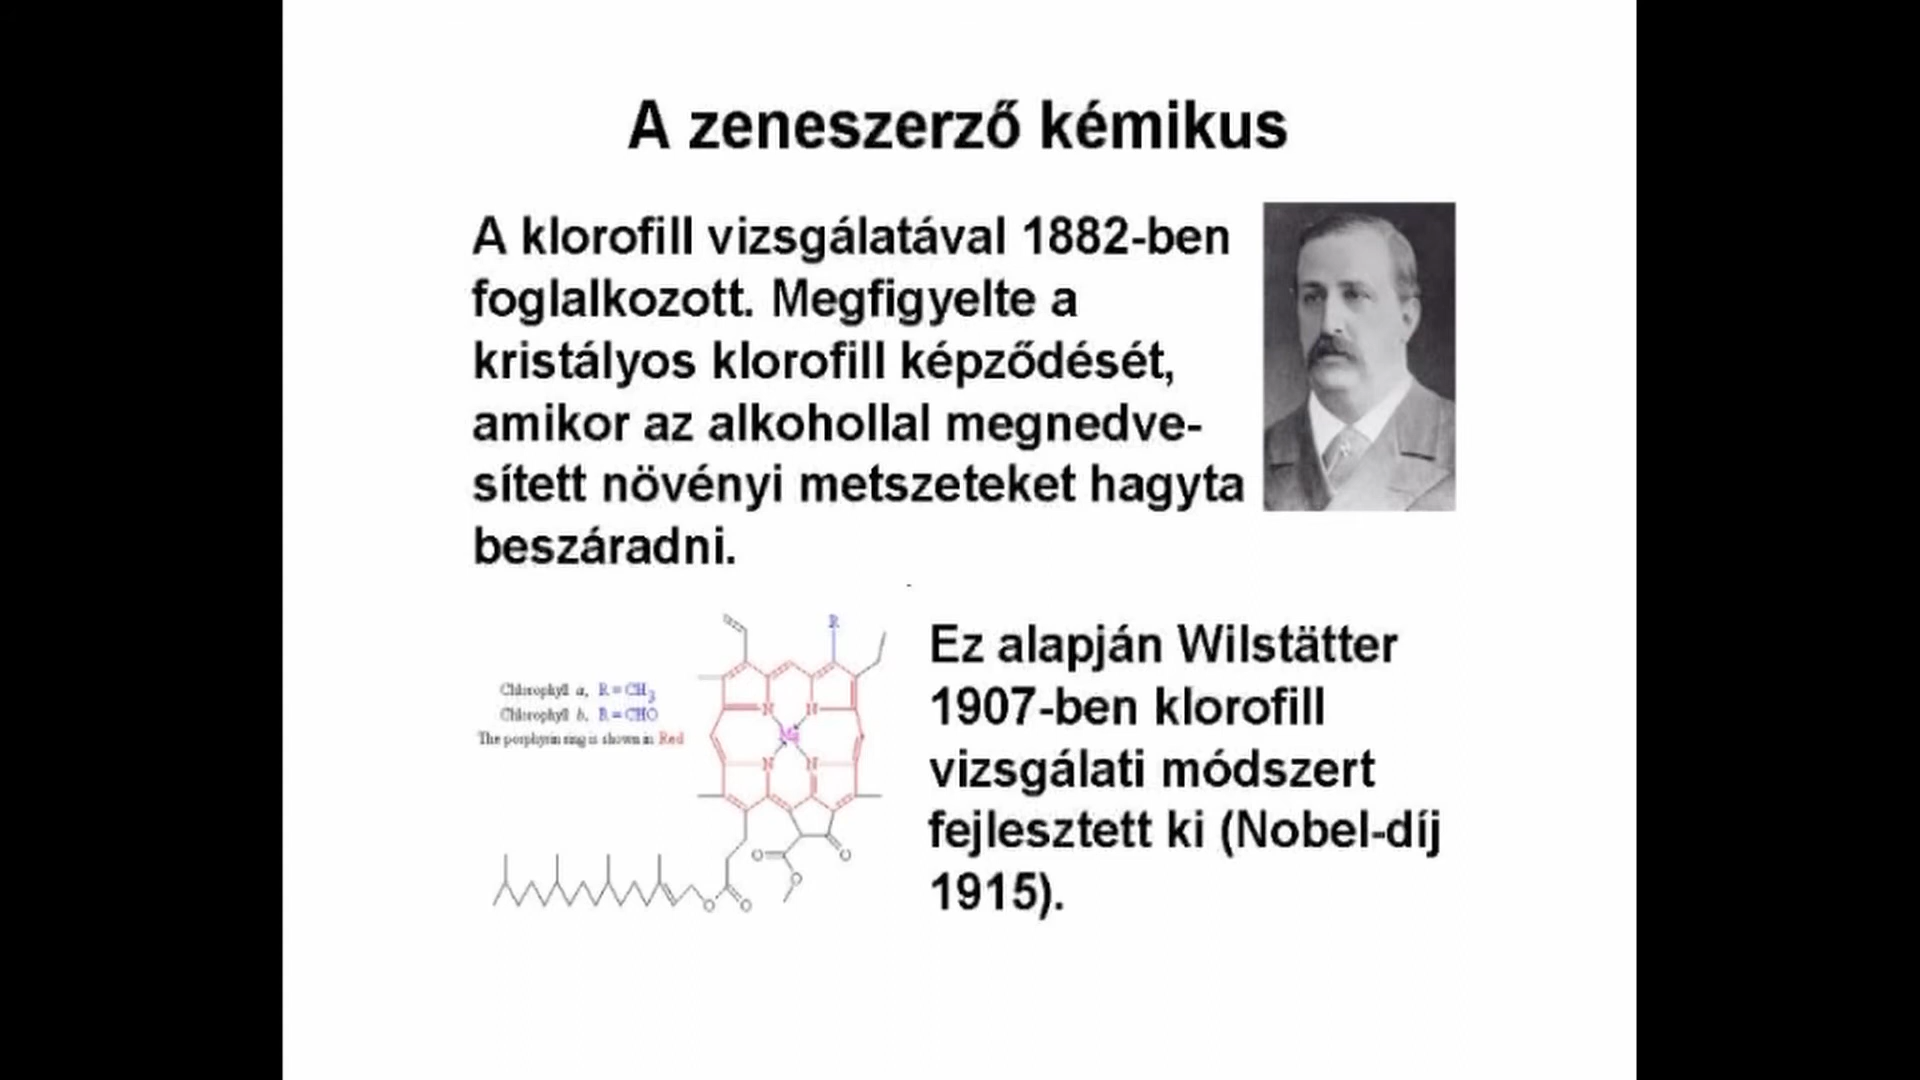 A zeneszerző kémikus
A klorofill vizsgálatával 1882-ben
foglalkozott. Megfigyelte a
kristályos klorofill képződését,
amikor az alkohollal megnedve-
sített növényi metszeteket hagyta
beszáradni.
Chlorophyll a, R = CH3
Chlorophyll b, R = CHO
The porphyrin ring is shown in Red
R
N N
Mg
N N
O O
O
O O
Ez alapján Wilstätter
1907-ben klorofill
vizsgálati módszert
fejlesztett ki (Nobel-díj
1915).